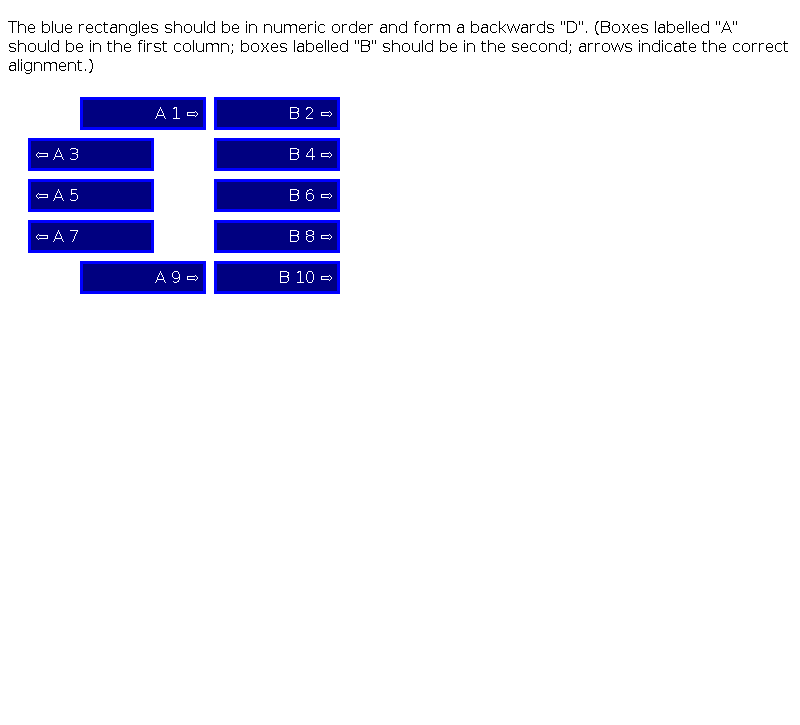 The blue rectangles should be in numeric order and form a backwards "D". (Boxes labelled "A"
should be in the first column; boxes labelled "B" should be in the second; arrows indicate the correct
alignment.)
A 1 ⇨ B 2 ⇨
⇦ A 3 B 4 ⇨
⇦ A 5 B 6 ⇨
⇦ A 7 B 8 ⇨
A 9 ⇨ B 10 ⇨